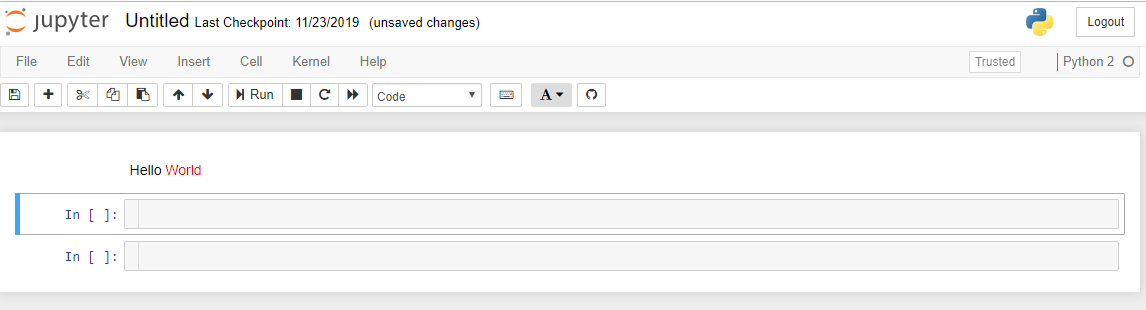 jupyter Untitled Last Checkpoint: 11/23/2019 (unsaved changes) Logout
File Edit View Insert Cell Kernel Help Trusted Python 2
Run Code A
Hello World
In [ ]:
In [ ]: